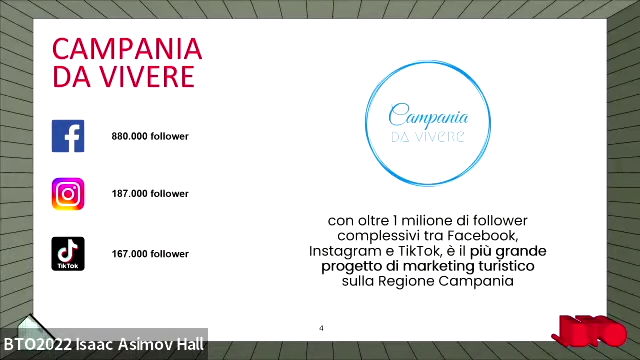 CAMPANIA
DA VIVERE
880.000 follower
187.000 follower
TikTok
167.000 follower
Campania
DA VIVERE
con oltre 1 milione di follower
complessivi tra Facebook,
Instagram e TikTok, è il più grande
progetto di marketing turistico
sulla Regione Campania
4
BTO2022 Isaac Asimov Hall
BTO